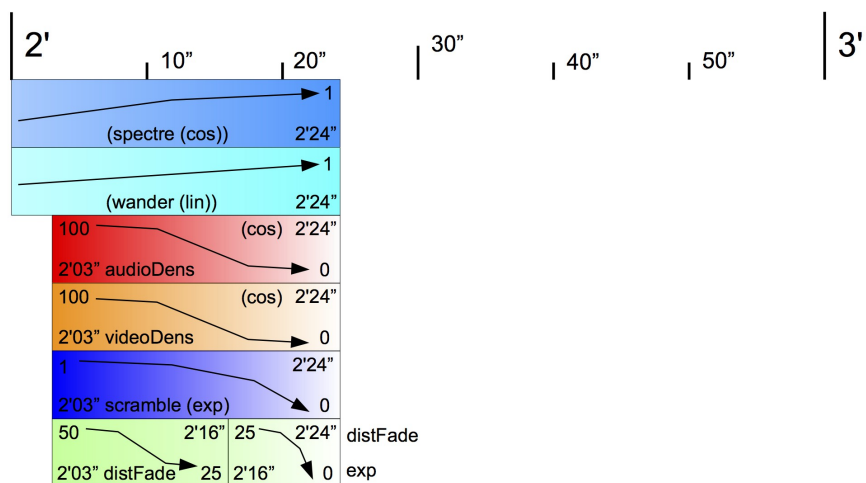 2' 10” 20” 30” 40” 50” 3'
1
(spectre (cos)) 2'24”
1
(wander (lin)) 2'24”
100 (cos) 2'24”
2'03” audioDens 0
100 (cos) 2'24”
2'03” videoDens 0
1 2'24”
2'03” scramble (exp) 0
50 2'16” 25 2'24” distFade
2'03” distFade 25 2'16” 0 exp